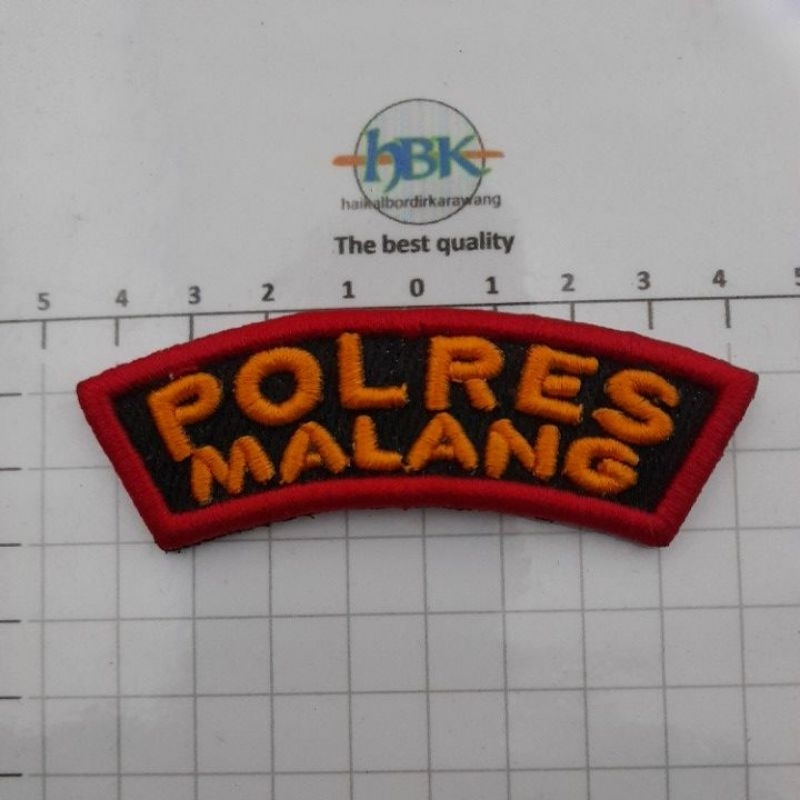 hBK
haikalbordirkarawang
The best quality
5 4 3 2 1 0 1 2 3 4 5
POLRES
MALANG